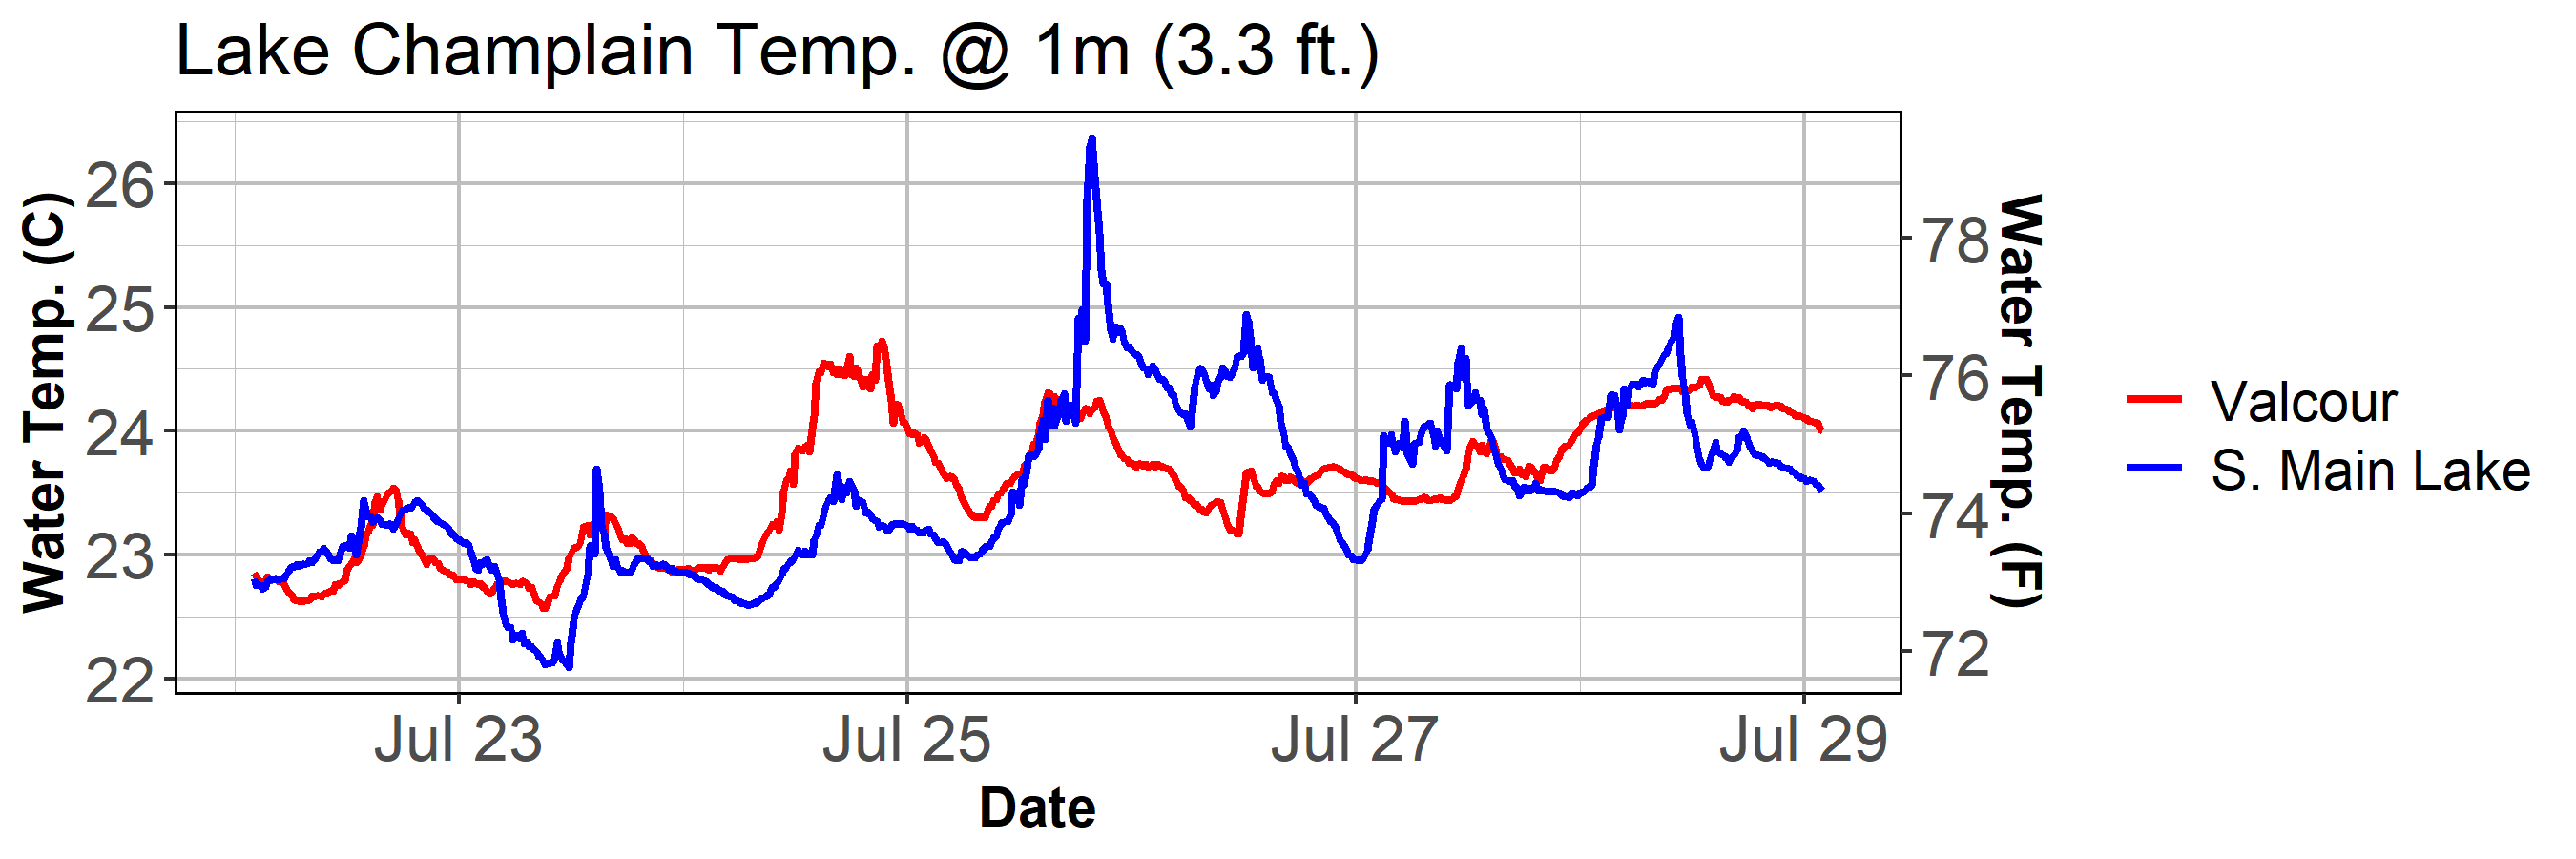 Lake Champlain Temp. @ 1m (3.3 ft.)
Water Temp. (C)
26
25
24
23
22
78
76
74
72
Water Temp. (F)
Jul 23
Jul 25
Jul 27
Jul 29
Date
Valcour
S. Main Lake